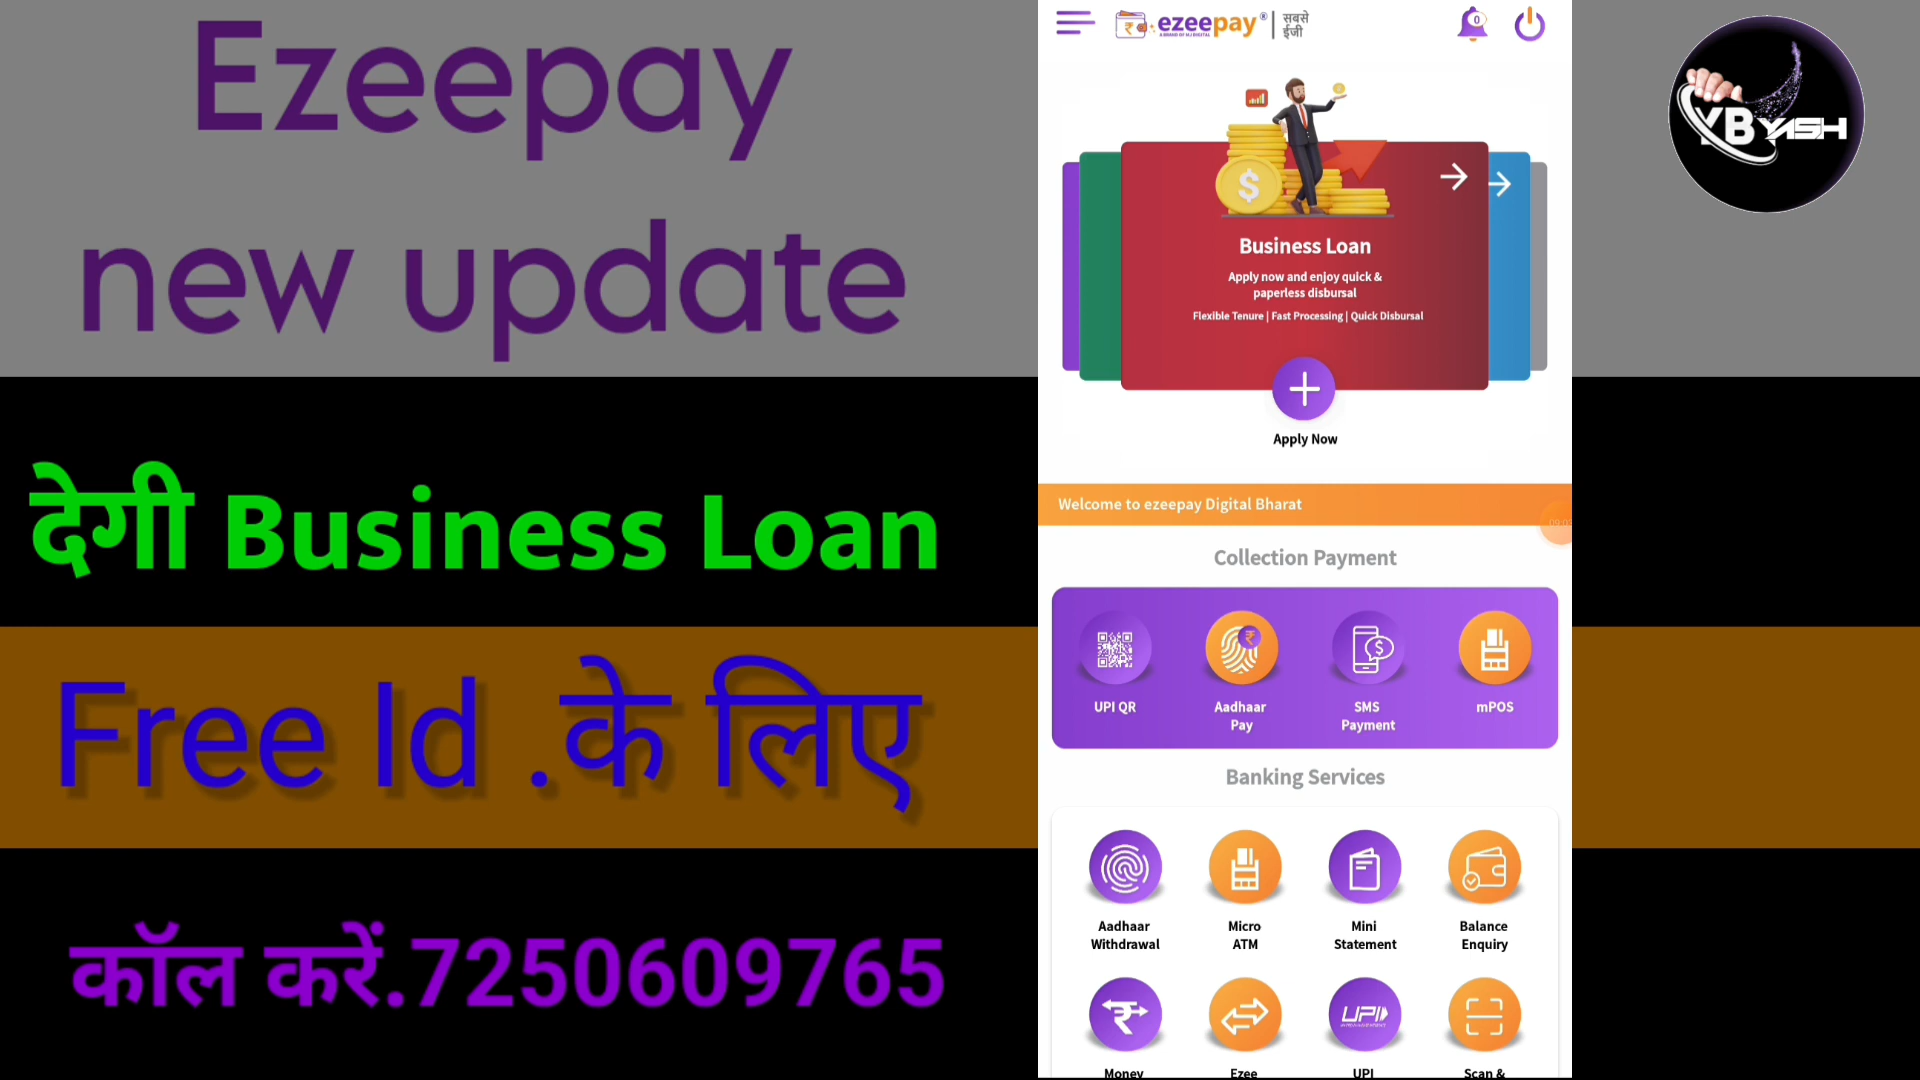 Ezeepay
new update
देगी Business Loan
Free Id .के लिए
कॉल करें.7250609765
ezeepay® | सबसे ईजी
0
Business Loan
Apply now and enjoy quick &
paperless disbursal
Flexible Tenure | Fast Processing | Quick Disbursal
Apply Now
Welcome to ezeepay Digital Bharat
Collection Payment
UPI QR
Aadhaar
Pay
SMS
Payment
mPOS
Banking Services
Aadhaar
Withdrawal
Micro
ATM
Mini
Statement
Balance
Enquiry
UPI
Money
Ezee
UPI
Scan &
YB YASH